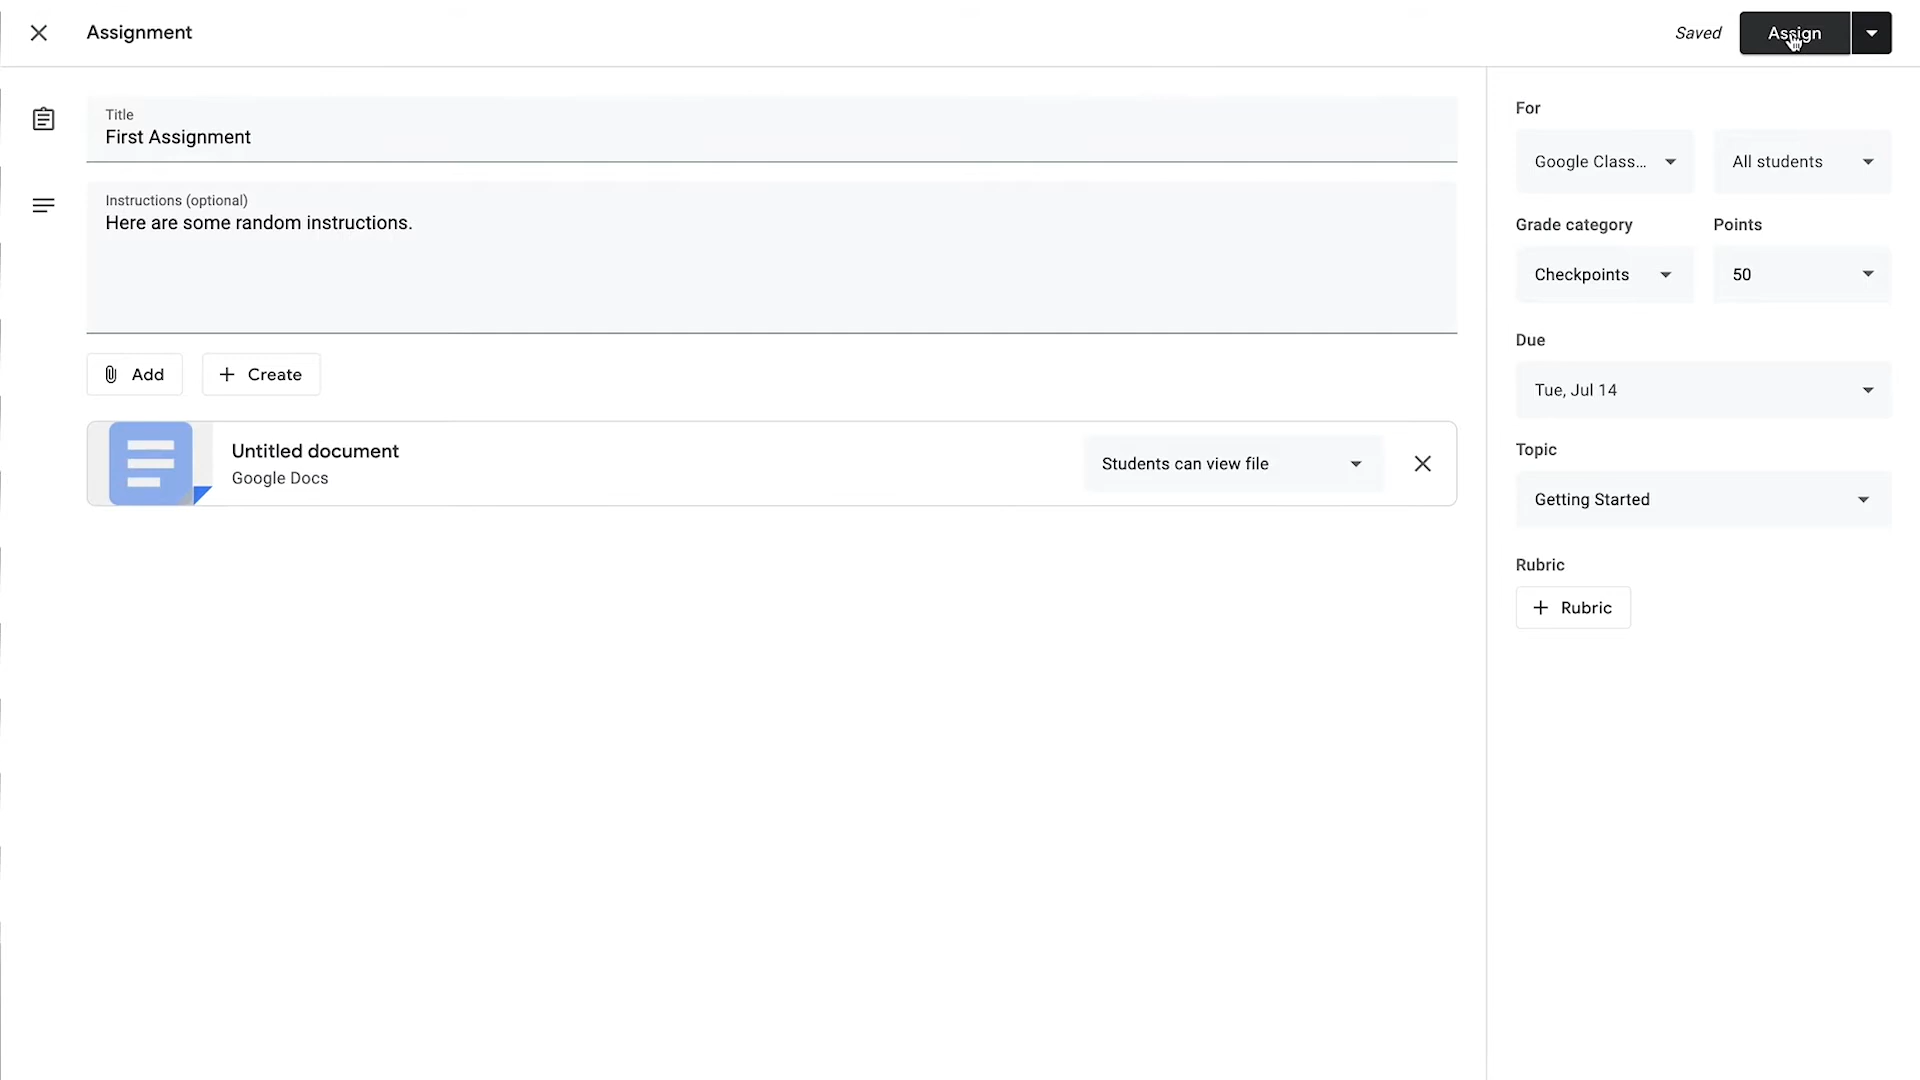 Assignment
Saved
Assign
Title
First Assignment
Instructions (optional)
Here are some random instructions.
Add
Create
Untitled document
Google Docs
Students can view file
For
Google Class...
All students
Grade category
Points
Checkpoints
50
Due
Tue, Jul 14
Topic
Getting Started
Rubric
Rubric